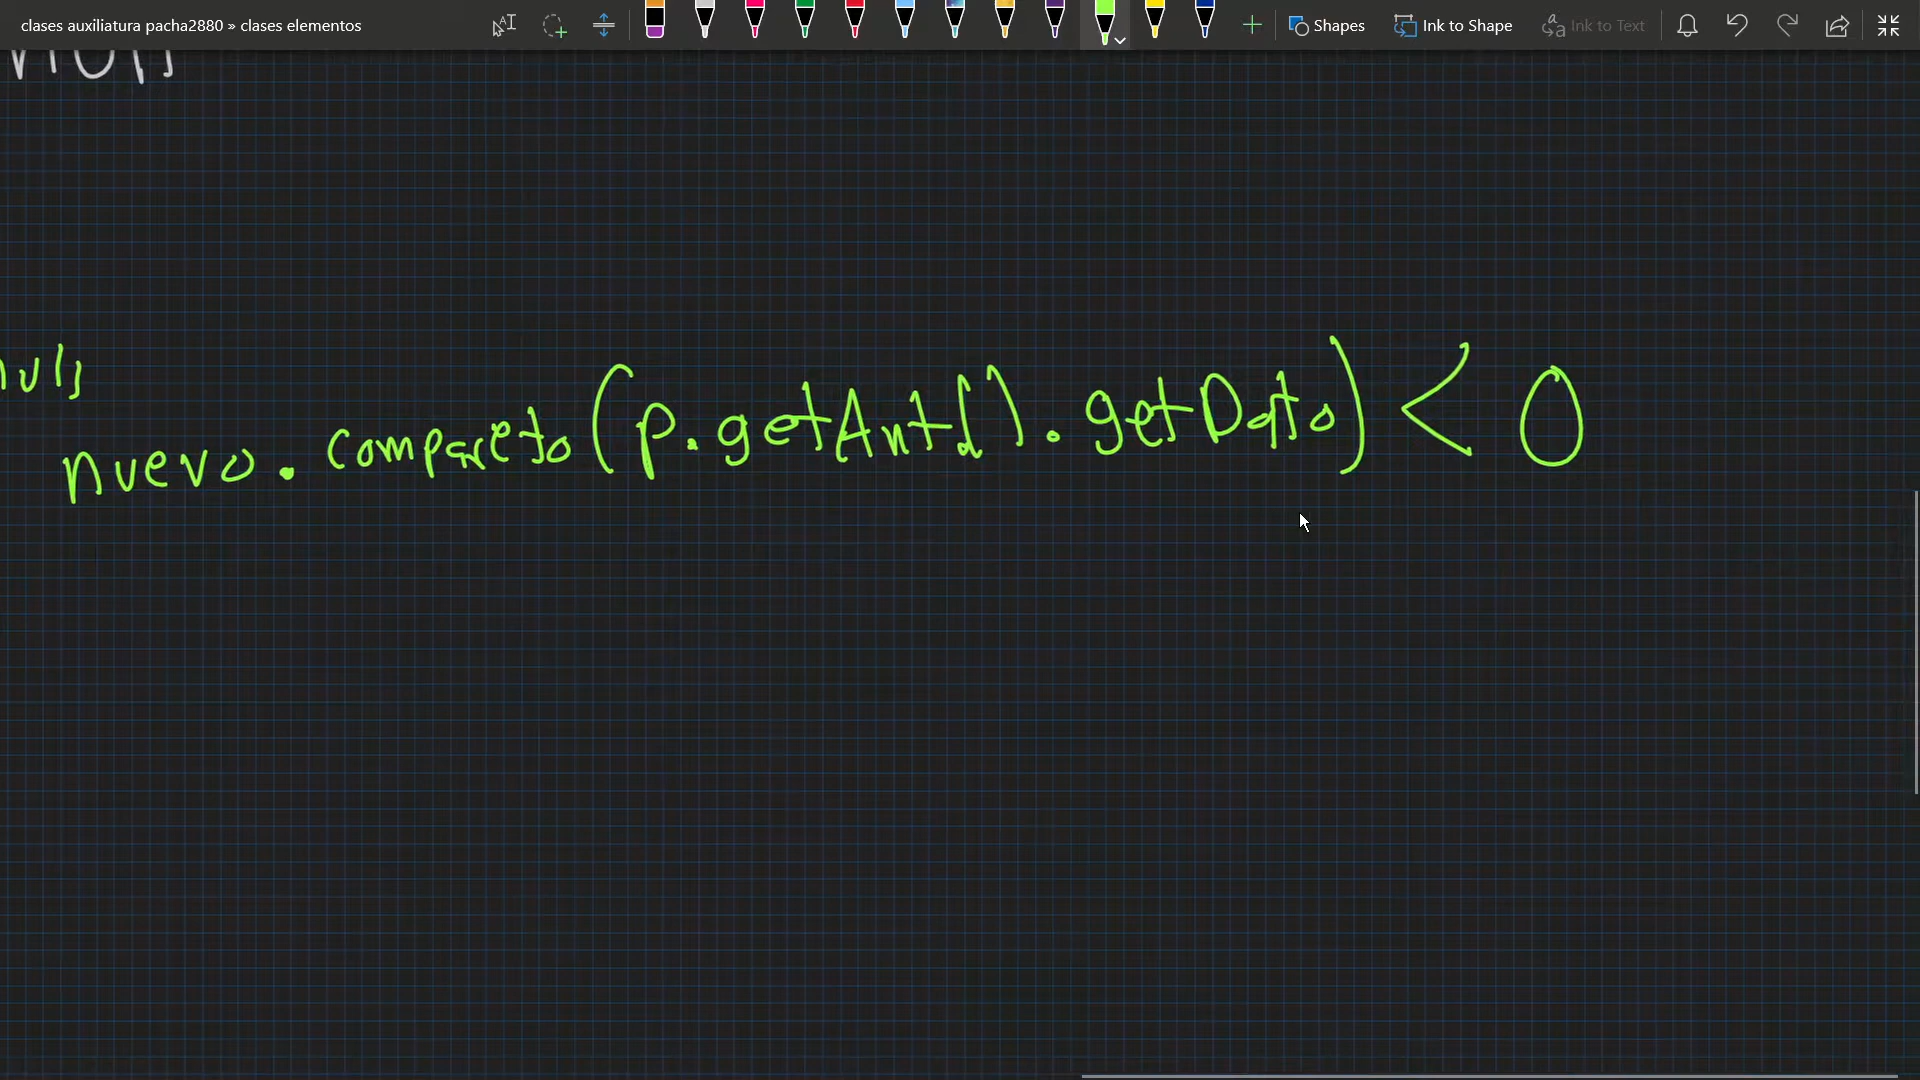 clases auxiliatura pacha2880 » clases elementos
Shapes
Ink to Shape
Ink to Text
nuevo.compareto(p.getAnt().getDato) < 0